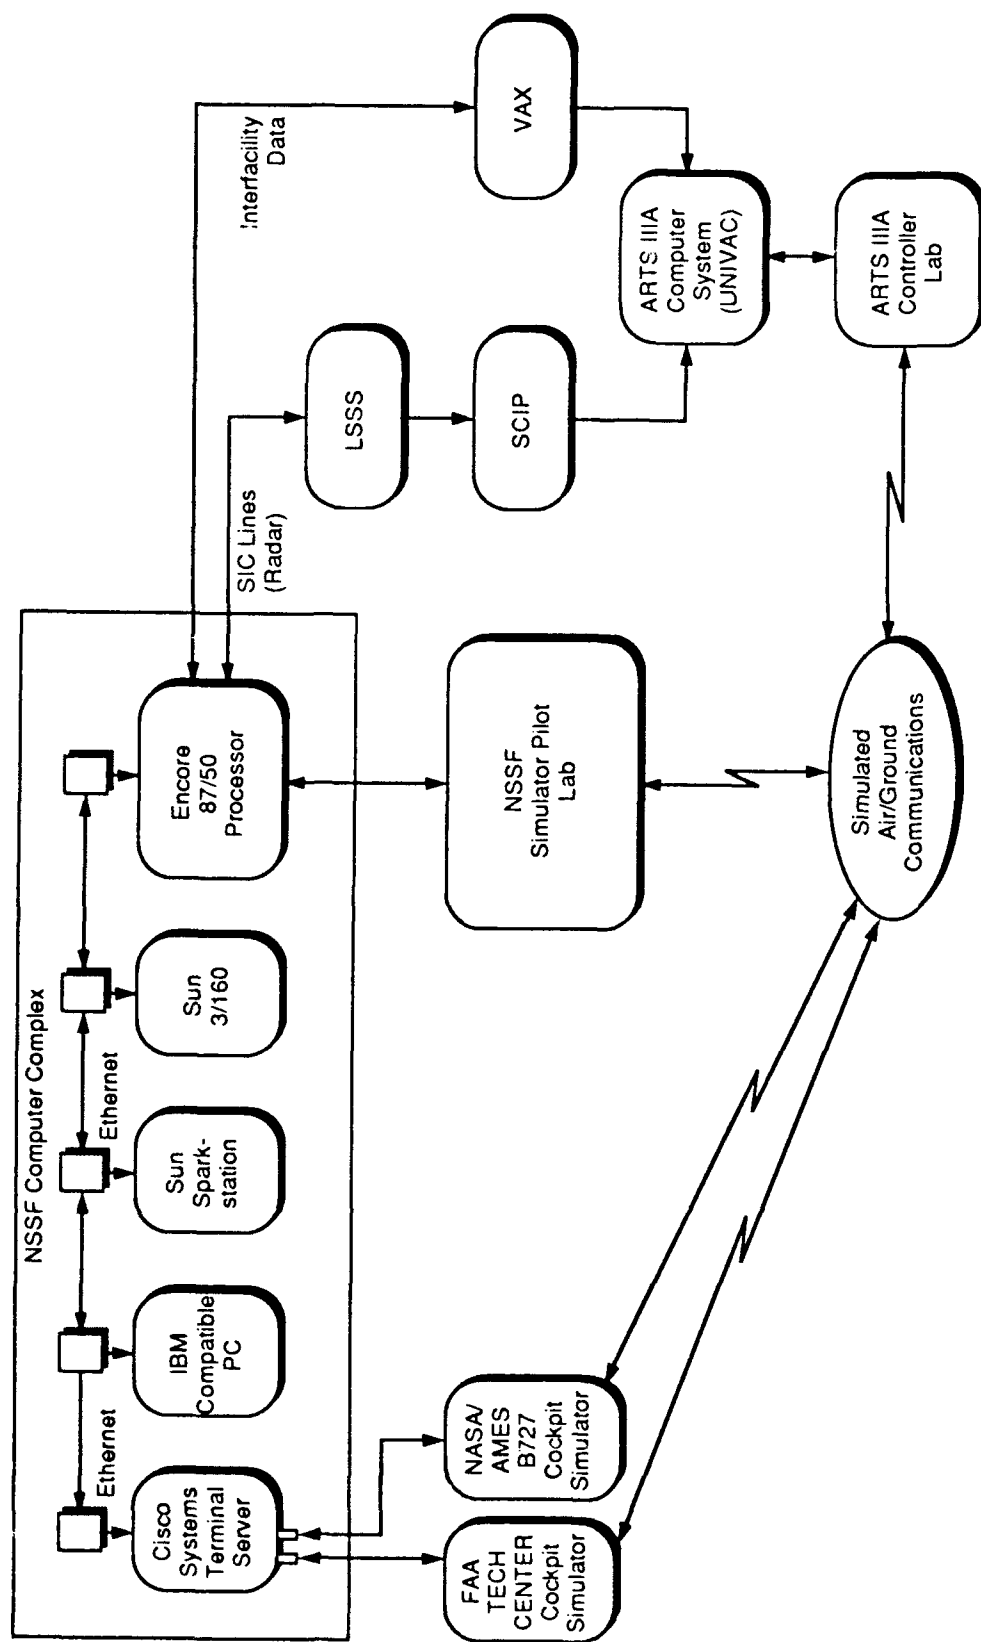 NSSF Computer Complex
Ethernet
Ethernet
Cisco
Systems
Terminal
Server
IBM
Compatible
PC
Sun
Spark-
station
Sun
3/160
Encore
87/50
Processor
SIC Lines
(Radar)
Interfacility
Data
LSSS
SCIP
VAX
FAA
TECH
CENTER
Cockpit
Simulator
NASA/
AMES
B727
Cockpit
Simulator
NSSF
Simulator Pilot
Lab
ARTS IIIA
Computer
System
(UNIVAC)
Simulated
Air/Ground
Communications
ARTS IIIA
Controller
Lab